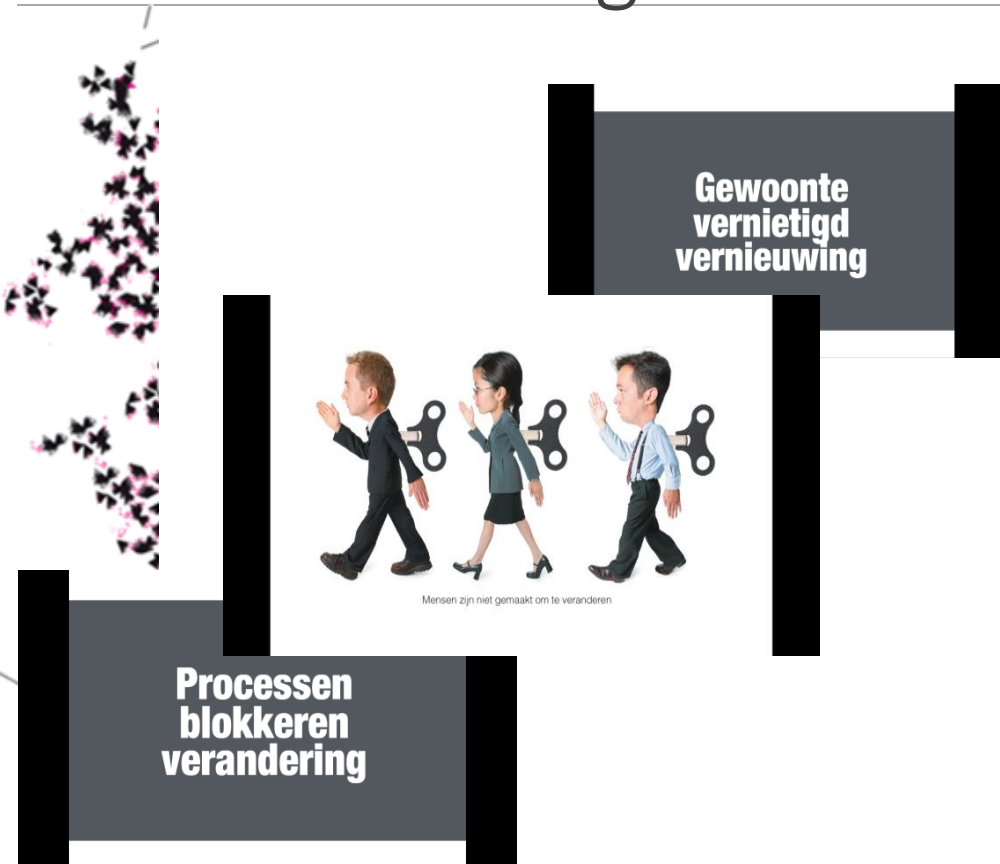 Gewoonte
vernietigd
vernieuwing
Mensen zijn niet gemaakt om te veranderen
Processen
blokkeren
verandering